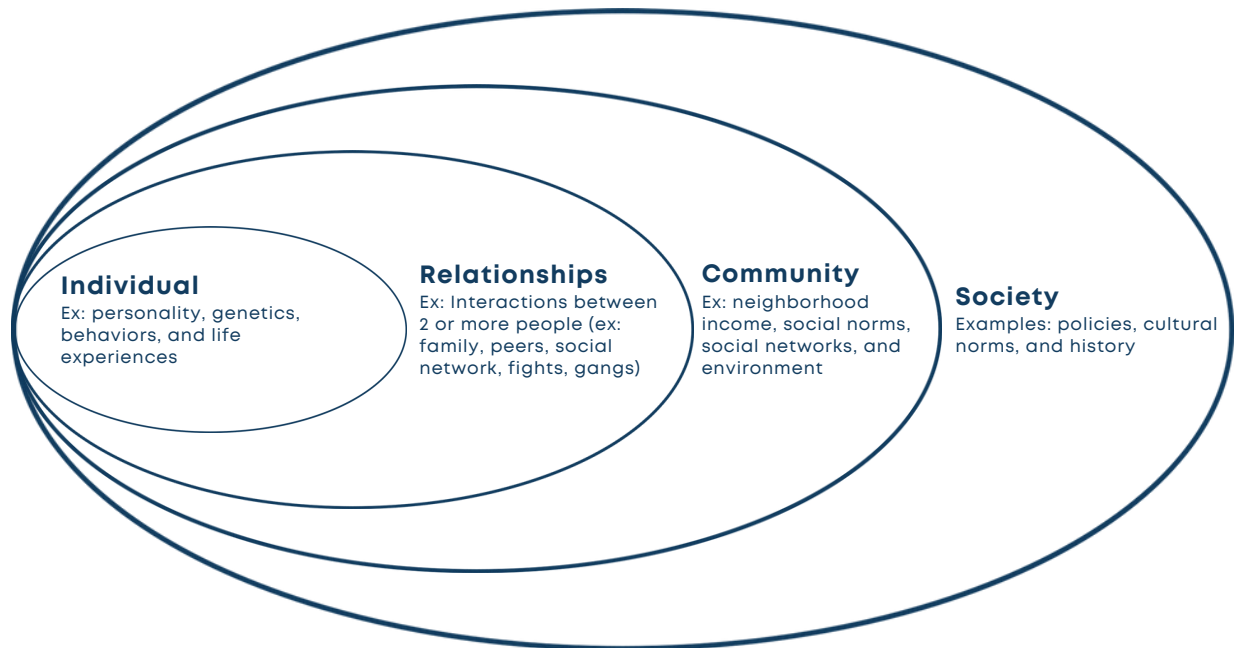 Individual
Ex: personality, genetics,
behaviors, and life
experiences
Relationships
Ex: Interactions between
2 or more people (ex:
family, peers, social
network, fights, gangs)
Community
Ex: neighborhood
income, social norms,
social networks, and
environment
Society
Examples: policies, cultural
norms, and history